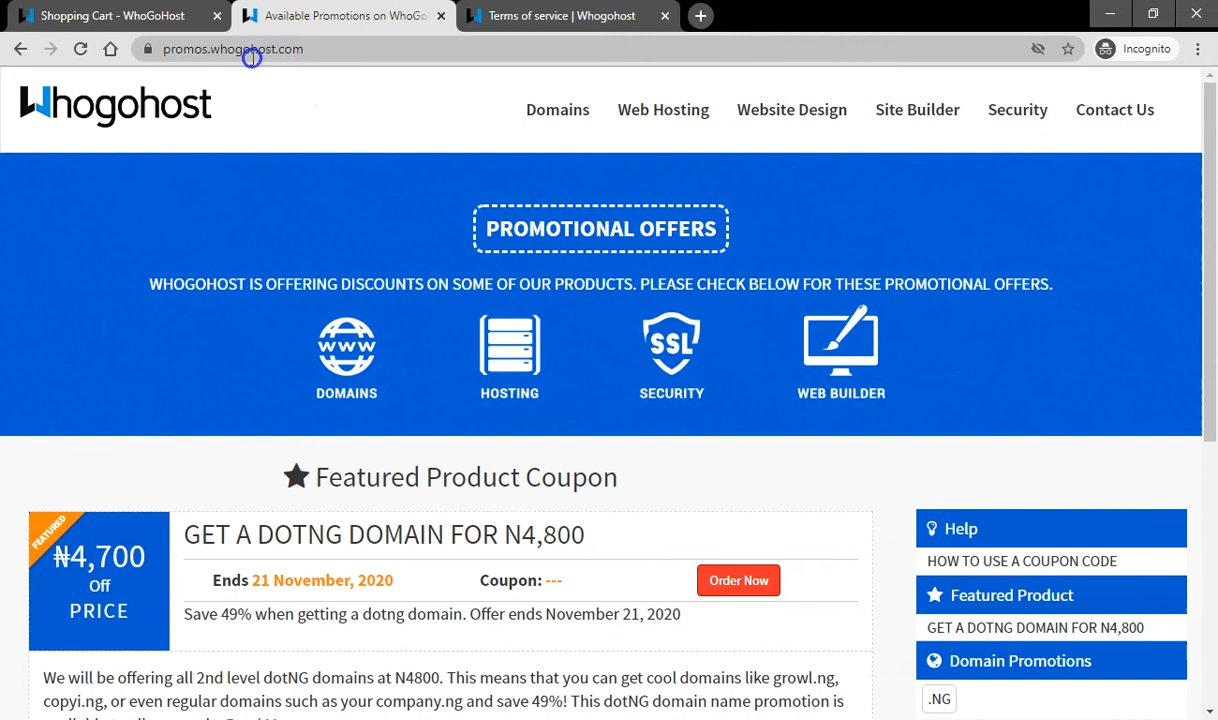 Shopping Cart - WhoGoHost
Available Promotions on WhoGo
Terms of service | Whogohost
promos.whogohost.com
Incognito
Whogohost
Domains
Web Hosting
Website Design
Site Builder
Security
Contact Us
PROMOTIONAL OFFERS
WHOGOHOST IS OFFERING DISCOUNTS ON SOME OF OUR PRODUCTS. PLEASE CHECK BELOW FOR THESE PROMOTIONAL OFFERS.
WWW
SSL
DOMAINS
HOSTING
SECURITY
WEB BUILDER
Featured Product Coupon
FEATURED
₦4,700
Off
PRICE
GET A DOTNG DOMAIN FOR N4,800
Ends 21 November, 2020
Coupon: ---
Order Now
Save 49% when getting a dotng domain. Offer ends November 21, 2020
We will be offering all 2nd level dotNG domains at N4800. This means that you can get cool domains like growl.ng,
copyi.ng, or even regular domains such as your company.ng and save 49%! This dotNG domain name promotion is
Help
HOW TO USE A COUPON CODE
Featured Product
GET A DOTNG DOMAIN FOR N4,800
Domain Promotions
.NG